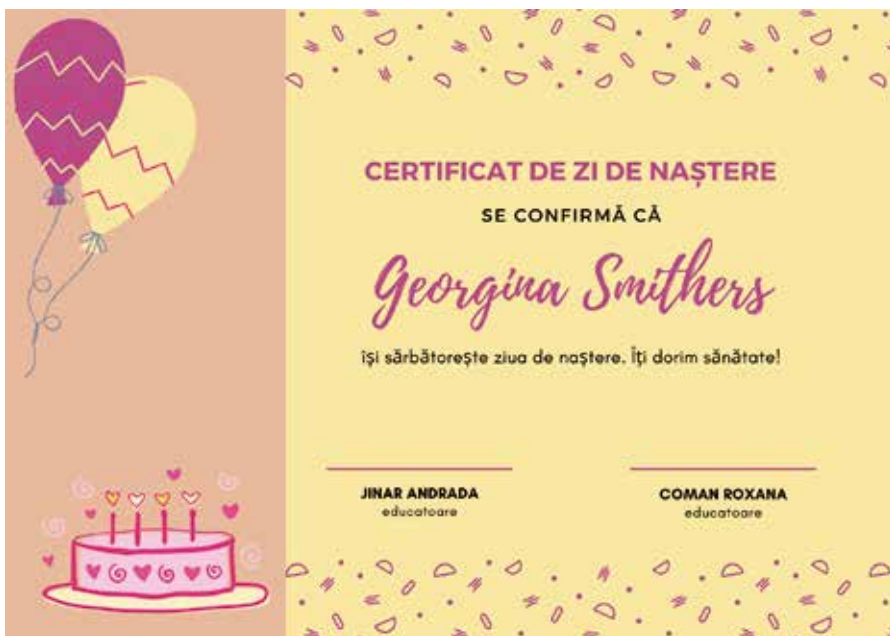 CERTIFICAT DE ZI DE NAȘTERE
SE CONFIRMĂ CĂ
Georgina Smithers
își sărbătorește ziua de naștere. Îți dorim sănătate!
JINAR ANDRADA
educatoare
COMAN ROXANA
educatoare